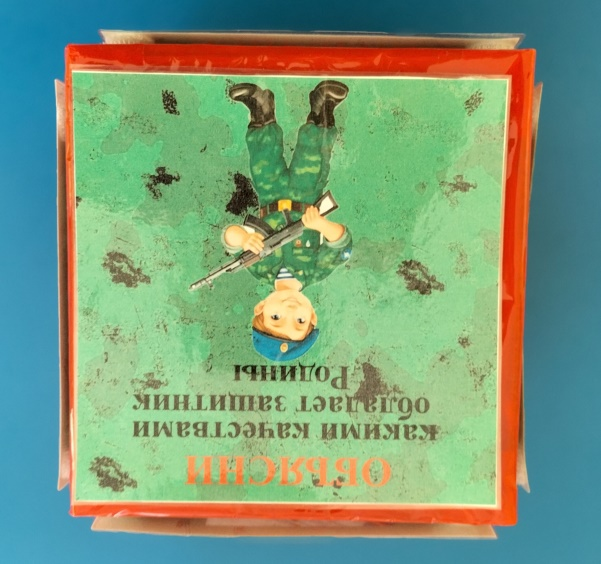 ОБЪЯСНИ
какими качествами
обладает защитник
Родины